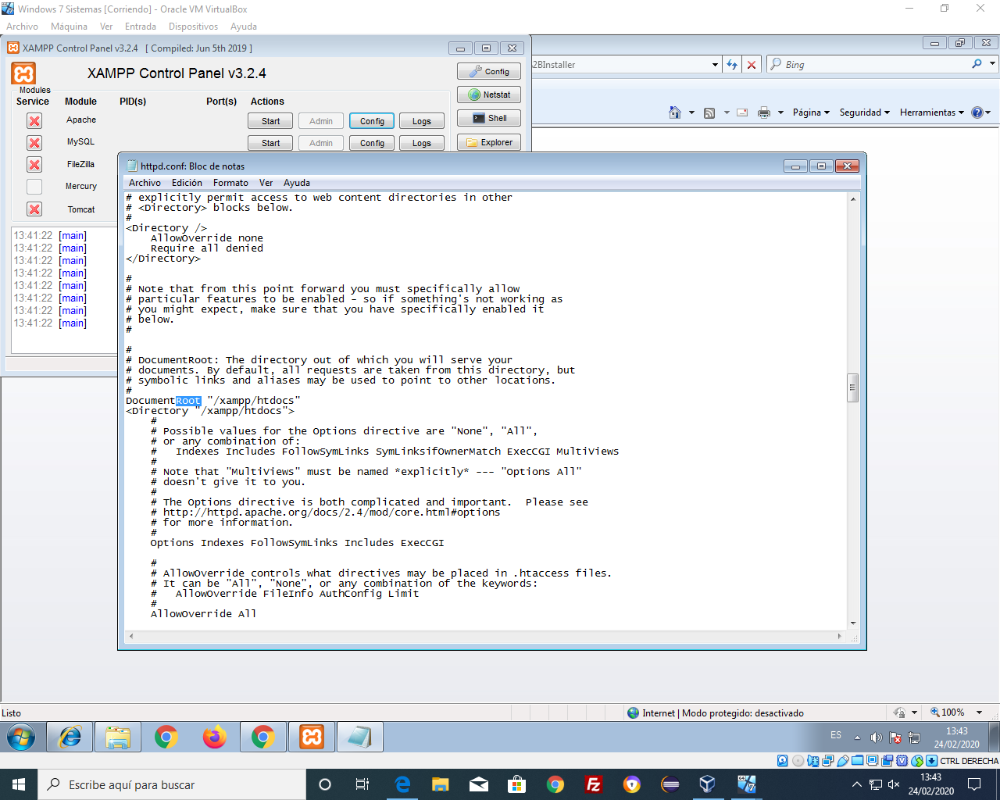 Windows 7 Sistemas [Corriendo] - Oracle VM VirtualBox
Archivo Máquina Ver Entrada Dispositivos Ayuda
XAMPP Control Panel v3.2.4 [ Compiled: Jun 5th 2019 ]
2BInstaller
Bing
XAMPP Control Panel v3.2.4
Config
Modules
Service Module PID(s) Port(s) Actions
Netstat
Apache Start Admin Config Logs
Shell
Página Seguridad Herramientas
MySQL Start Admin Config Logs
Explorer
FileZilla
Mercury
Tomcat
13:41:22 [main]
13:41:22 [main]
13:41:22 [main]
13:41:22 [main]
13:41:22 [main]
13:41:22 [main]
13:41:22 [main]
13:41:22 [main]
httpd.conf: Bloc de notas
Archivo Edición Formato Ver Ayuda
# explicitly permit access to web content directories in other
# <Directory> blocks below.
#
<Directory />
    AllowOverride none
    Require all denied
</Directory>
#
# Note that from this point forward you must specifically allow
# particular features to be enabled - so if something's not working as
# you might expect, make sure that you have specifically enabled it
# below.
#
#
# DocumentRoot: The directory out of which you will serve your
# documents. By default, all requests are taken from this directory, but
# symbolic links and aliases may be used to point to other locations.
#
DocumentRoot "/xampp/htdocs"
<Directory "/xampp/htdocs">
    #
    # Possible values for the Options directive are "None", "All",
    # or any combination of:
    #   Indexes Includes FollowSymLinks SymLinksifOwnerMatch ExecCGI MultiViews
    #
    # Note that "MultiViews" must be named *explicitly* --- "Options All"
    # doesn't give it to you.
    #
    # The Options directive is both complicated and important.  Please see
    # http://httpd.apache.org/docs/2.4/mod/core.html#options
    # for more information.
    #
    Options Indexes FollowSymLinks Includes ExecCGI
    #
    # AllowOverride controls what directives may be placed in .htaccess files.
    # It can be "All", "None", or any combination of the keywords:
    #   AllowOverride FileInfo AuthConfig Limit
    #
    AllowOverride All
Listo
Internet | Modo protegido: desactivado
100%
ES
13:43
24/02/2020
CTRL DERECHA
Escribe aquí para buscar
13:43
24/02/2020